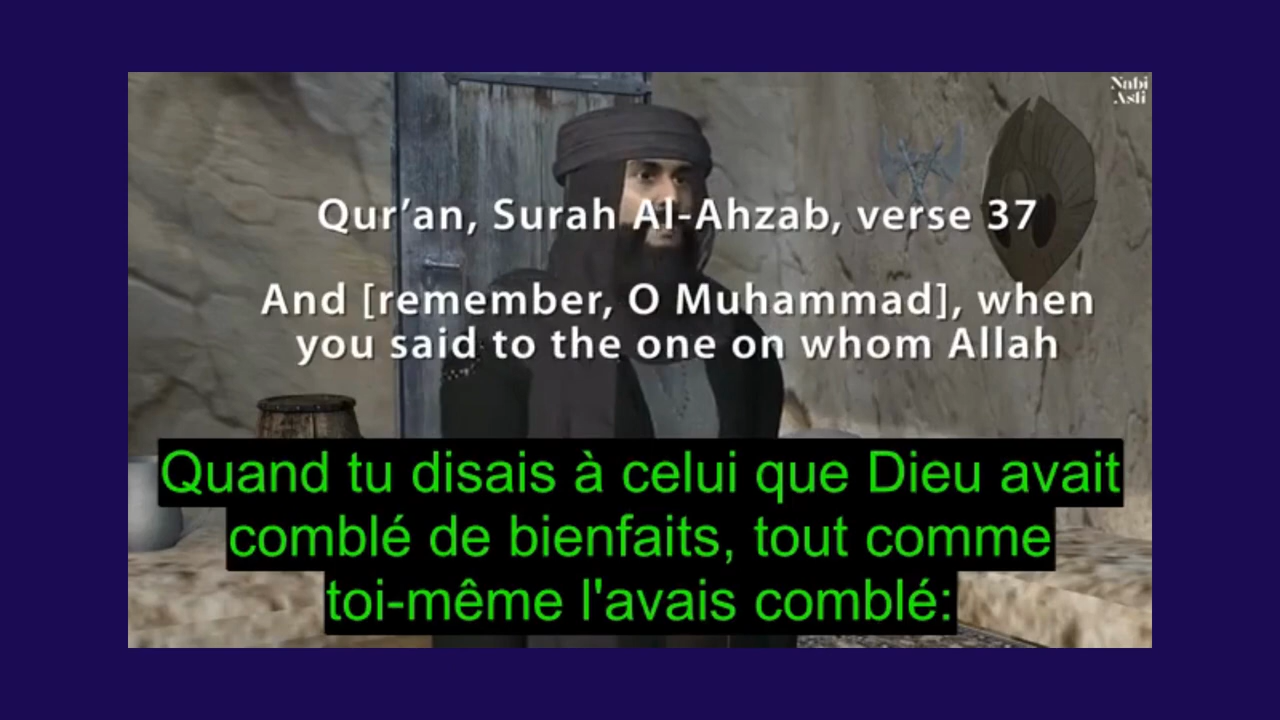 Nabi
Asli
Qur’an, Surah Al-Ahzab, verse 37
And [remember, O Muhammad], when
you said to the one on whom Allah
Quand tu disais à celui que Dieu avait
comblé de bienfaits, tout comme
toi-même l'avais comblé: